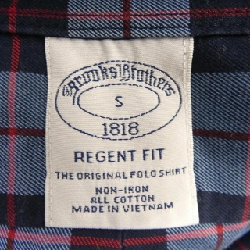 Brooks Brothers
S
1818
REGENT FIT
THE ORIGINAL POLO SHIRT
NON-IRON
ALL COTTON
MADE IN VIETNAM